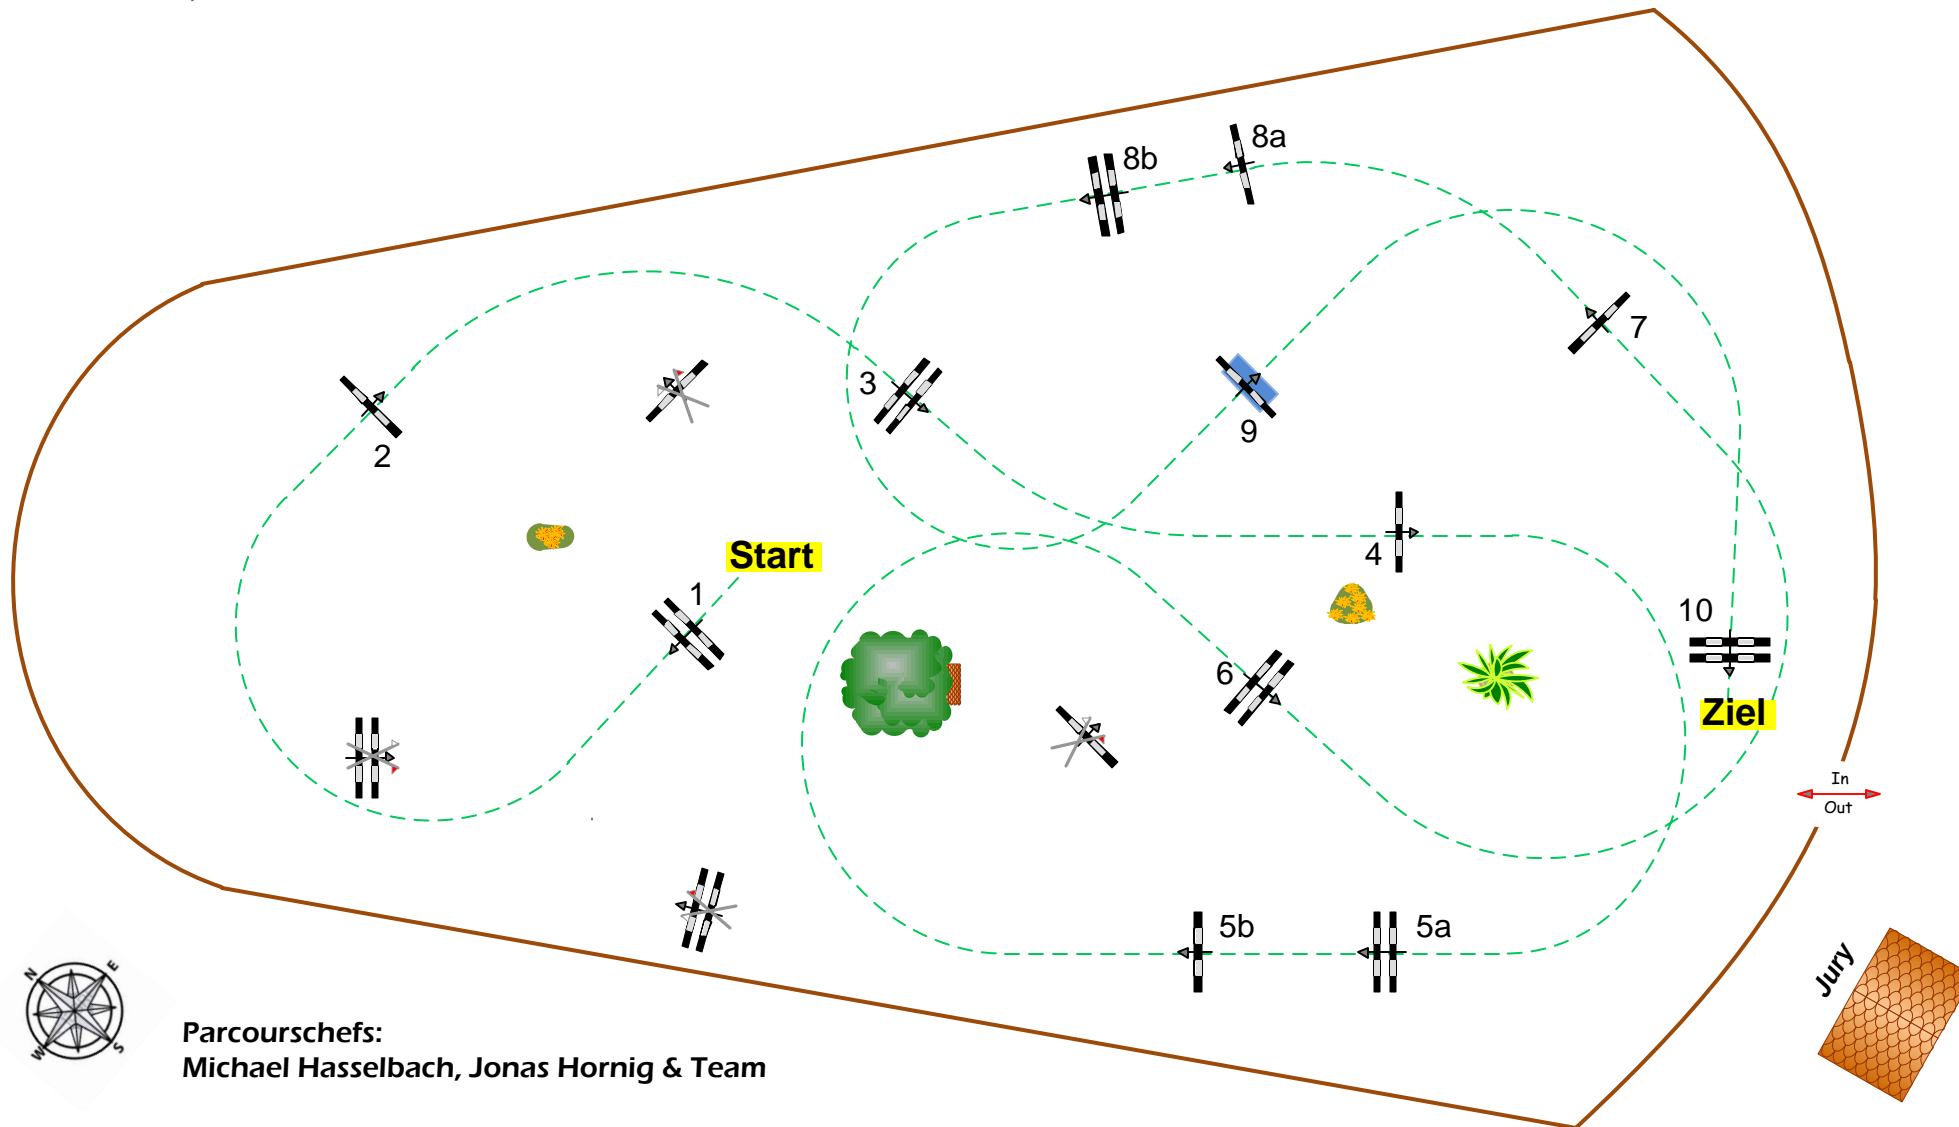 8a
8b
7
3
2
9
4
Start
1
10
6
Ziel
In
Out
5b
5a
Jury
N
E
W
S
Parcourschefs:
Michael Hasselbach, Jonas Hornig & Team